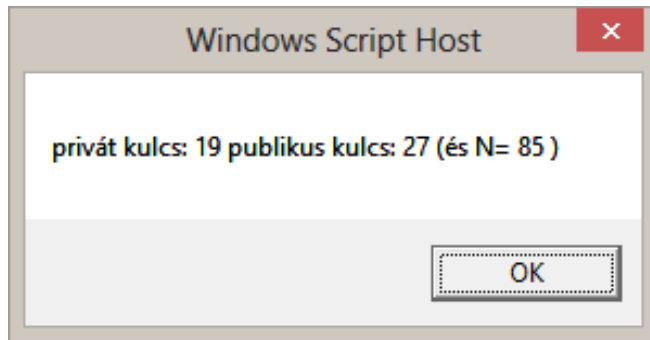 Windows Script Host
privát kulcs: 19 publikus kulcs: 27 (és N= 85 )
OK